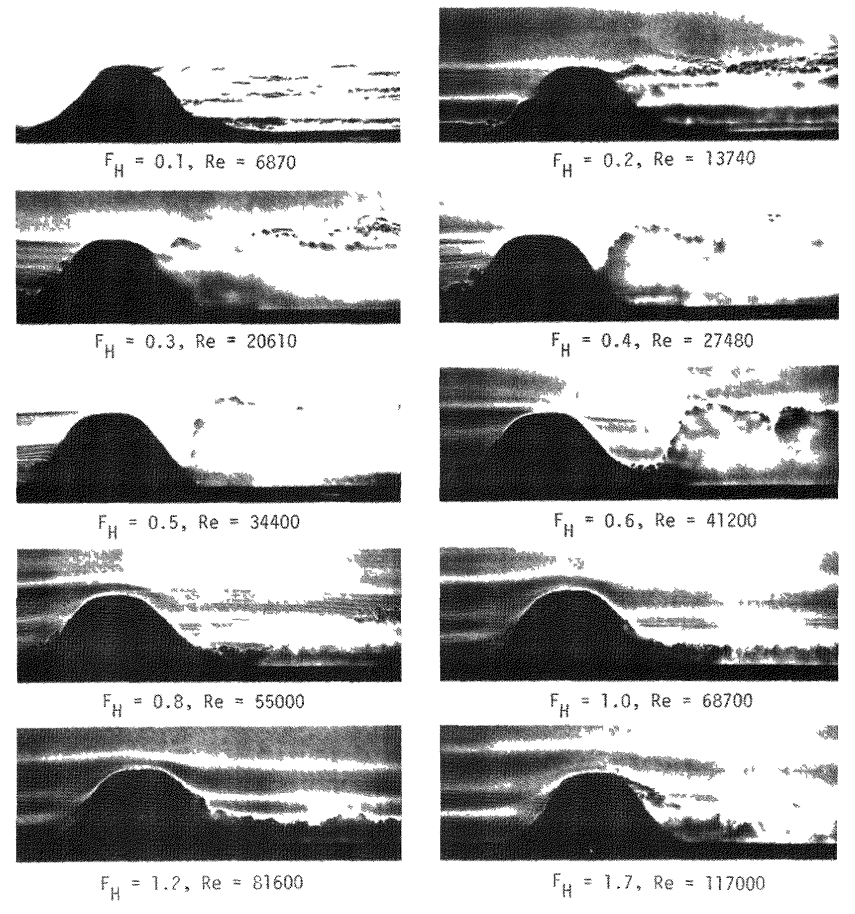 F_H = 0.1, Re = 6870
F_H = 0.2, Re = 13740
F_H = 0.3, Re = 20610
F_H = 0.4, Re = 27480
F_H = 0.5, Re = 34400
F_H = 0.6, Re = 41200
F_H = 0.8, Re = 55000
F_H = 1.0, Re = 68700
F_H = 1.2, Re = 81600
F_H = 1.7, Re = 117000